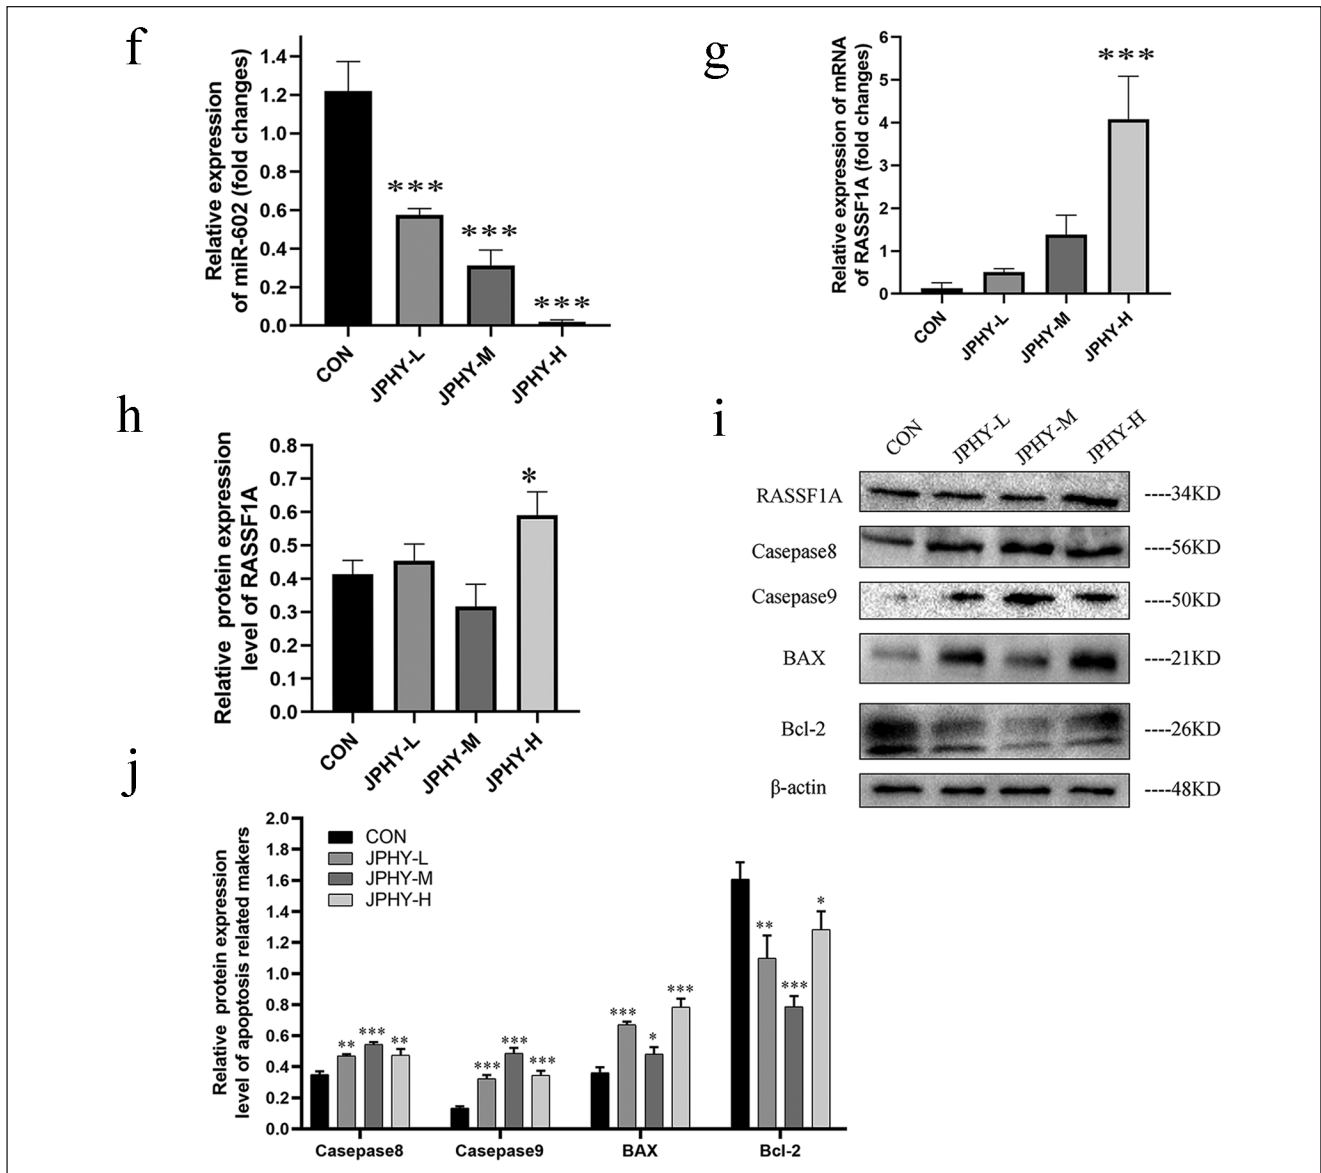 f
Relative expression
of miR-602 (fold changes)
1.4
1.2
1.0
0.8
0.6
0.4
0.2
0.0
***
***
***
CON
JPHY-L
JPHY-M
JPHY-H
g
Relative expression of mRNA
of RASSF1A (fold changes)
6
5
4
3
2
1
0
***
CON
JPHY-L
JPHY-M
JPHY-H
h
Relative protein expression
level of RASSF1A
0.8
0.7
0.6
0.5
0.4
0.3
0.2
0.1
0.0
*
CON
JPHY-L
JPHY-M
JPHY-H
i
CON
JPHY-L
JPHY-M
JPHY-H
RASSF1A ----34KD
Casepase8 ----56KD
Casepase9 ----50KD
BAX ----21KD
Bcl-2 ----26KD
β-actin ----48KD
j
Relative protein expression
level of apoptosis related makers
2.0
1.8
1.6
1.4
1.2
1.0
0.8
0.6
0.4
0.2
0.0
CON
JPHY-L
JPHY-M
JPHY-H
** *** **
*** *** ***
*** * ***
** *** *
Casepase8 Casepase9 BAX Bcl-2